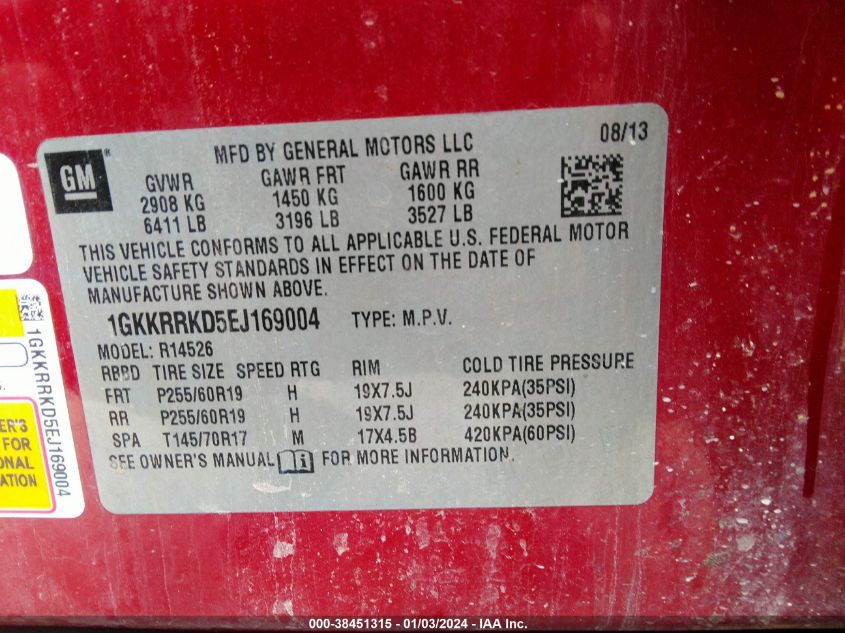 08/13
MFD BY GENERAL MOTORS LLC
GM®
GVWR GAWR FRT GAWR RR
2908 KG 1450 KG 1600 KG
6411 LB 3196 LB 3527 LB
THIS VEHICLE CONFORMS TO ALL APPLICABLE U.S. FEDERAL MOTOR
VEHICLE SAFETY STANDARDS IN EFFECT ON THE DATE OF
MANUFACTURE SHOWN ABOVE.
1GKKRRKD5EJ169004 TYPE: M.P.V.
MODEL: R14526
RBBD TIRE SIZE SPEED RTG RIM COLD TIRE PRESSURE
FRT P255/60R19 H 19X7.5J 240KPA(35PSI)
RR P255/60R19 H 19X7.5J 240KPA(35PSI)
SPA T145/70R17 M 17X4.5B 420KPA(60PSI)
SEE OWNER'S MANUAL FOR MORE INFORMATION.
1GKKRRKD5EJ169004
ER'S
FOR
ONAL
ATION
000-38451315 - 01/03/2024 - IAA Inc.